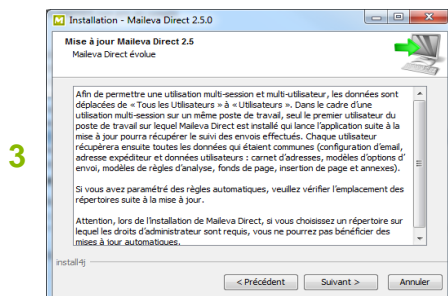 Installation - Maileva Direct 2.5.0
Mise à jour Maileva Direct 2.5
Maileva Direct évolue
Afin de permettre une utilisation multi-session et multi-utilisateur, les données sont
déplacées de « Tous les Utilisateurs » à « Utilisateurs ». Dans le cadre d'une
utilisation multi-session sur un même poste de travail, seul le premier utilisateur du
poste de travail sur lequel Maileva Direct est installé qui lance l'application suite à la
mise à jour pourra récupérer le suivi des envois effectués. Chaque utilisateur
récupèrera ensuite toutes les données qui étaient communes (configuration d'email,
adresse expéditeur et données utilisateurs : carnet d'adresses, modèles d'options d'
envoi, modèles de règles d'analyse, fonds de page, insertion de page et annexes).
Si vous avez paramétré des règles automatiques, veuillez vérifier l'emplacement des
répertoires suite à la mise à jour.
Attention, lors de l'installation de Maileva Direct, si vous choisissez un répertoire sur
lequel les droits d'administrateur sont requis, vous ne pourrez pas bénéficier des
mises à jour automatiques.
3
install4j
< Précédent
Suivant >
Annuler